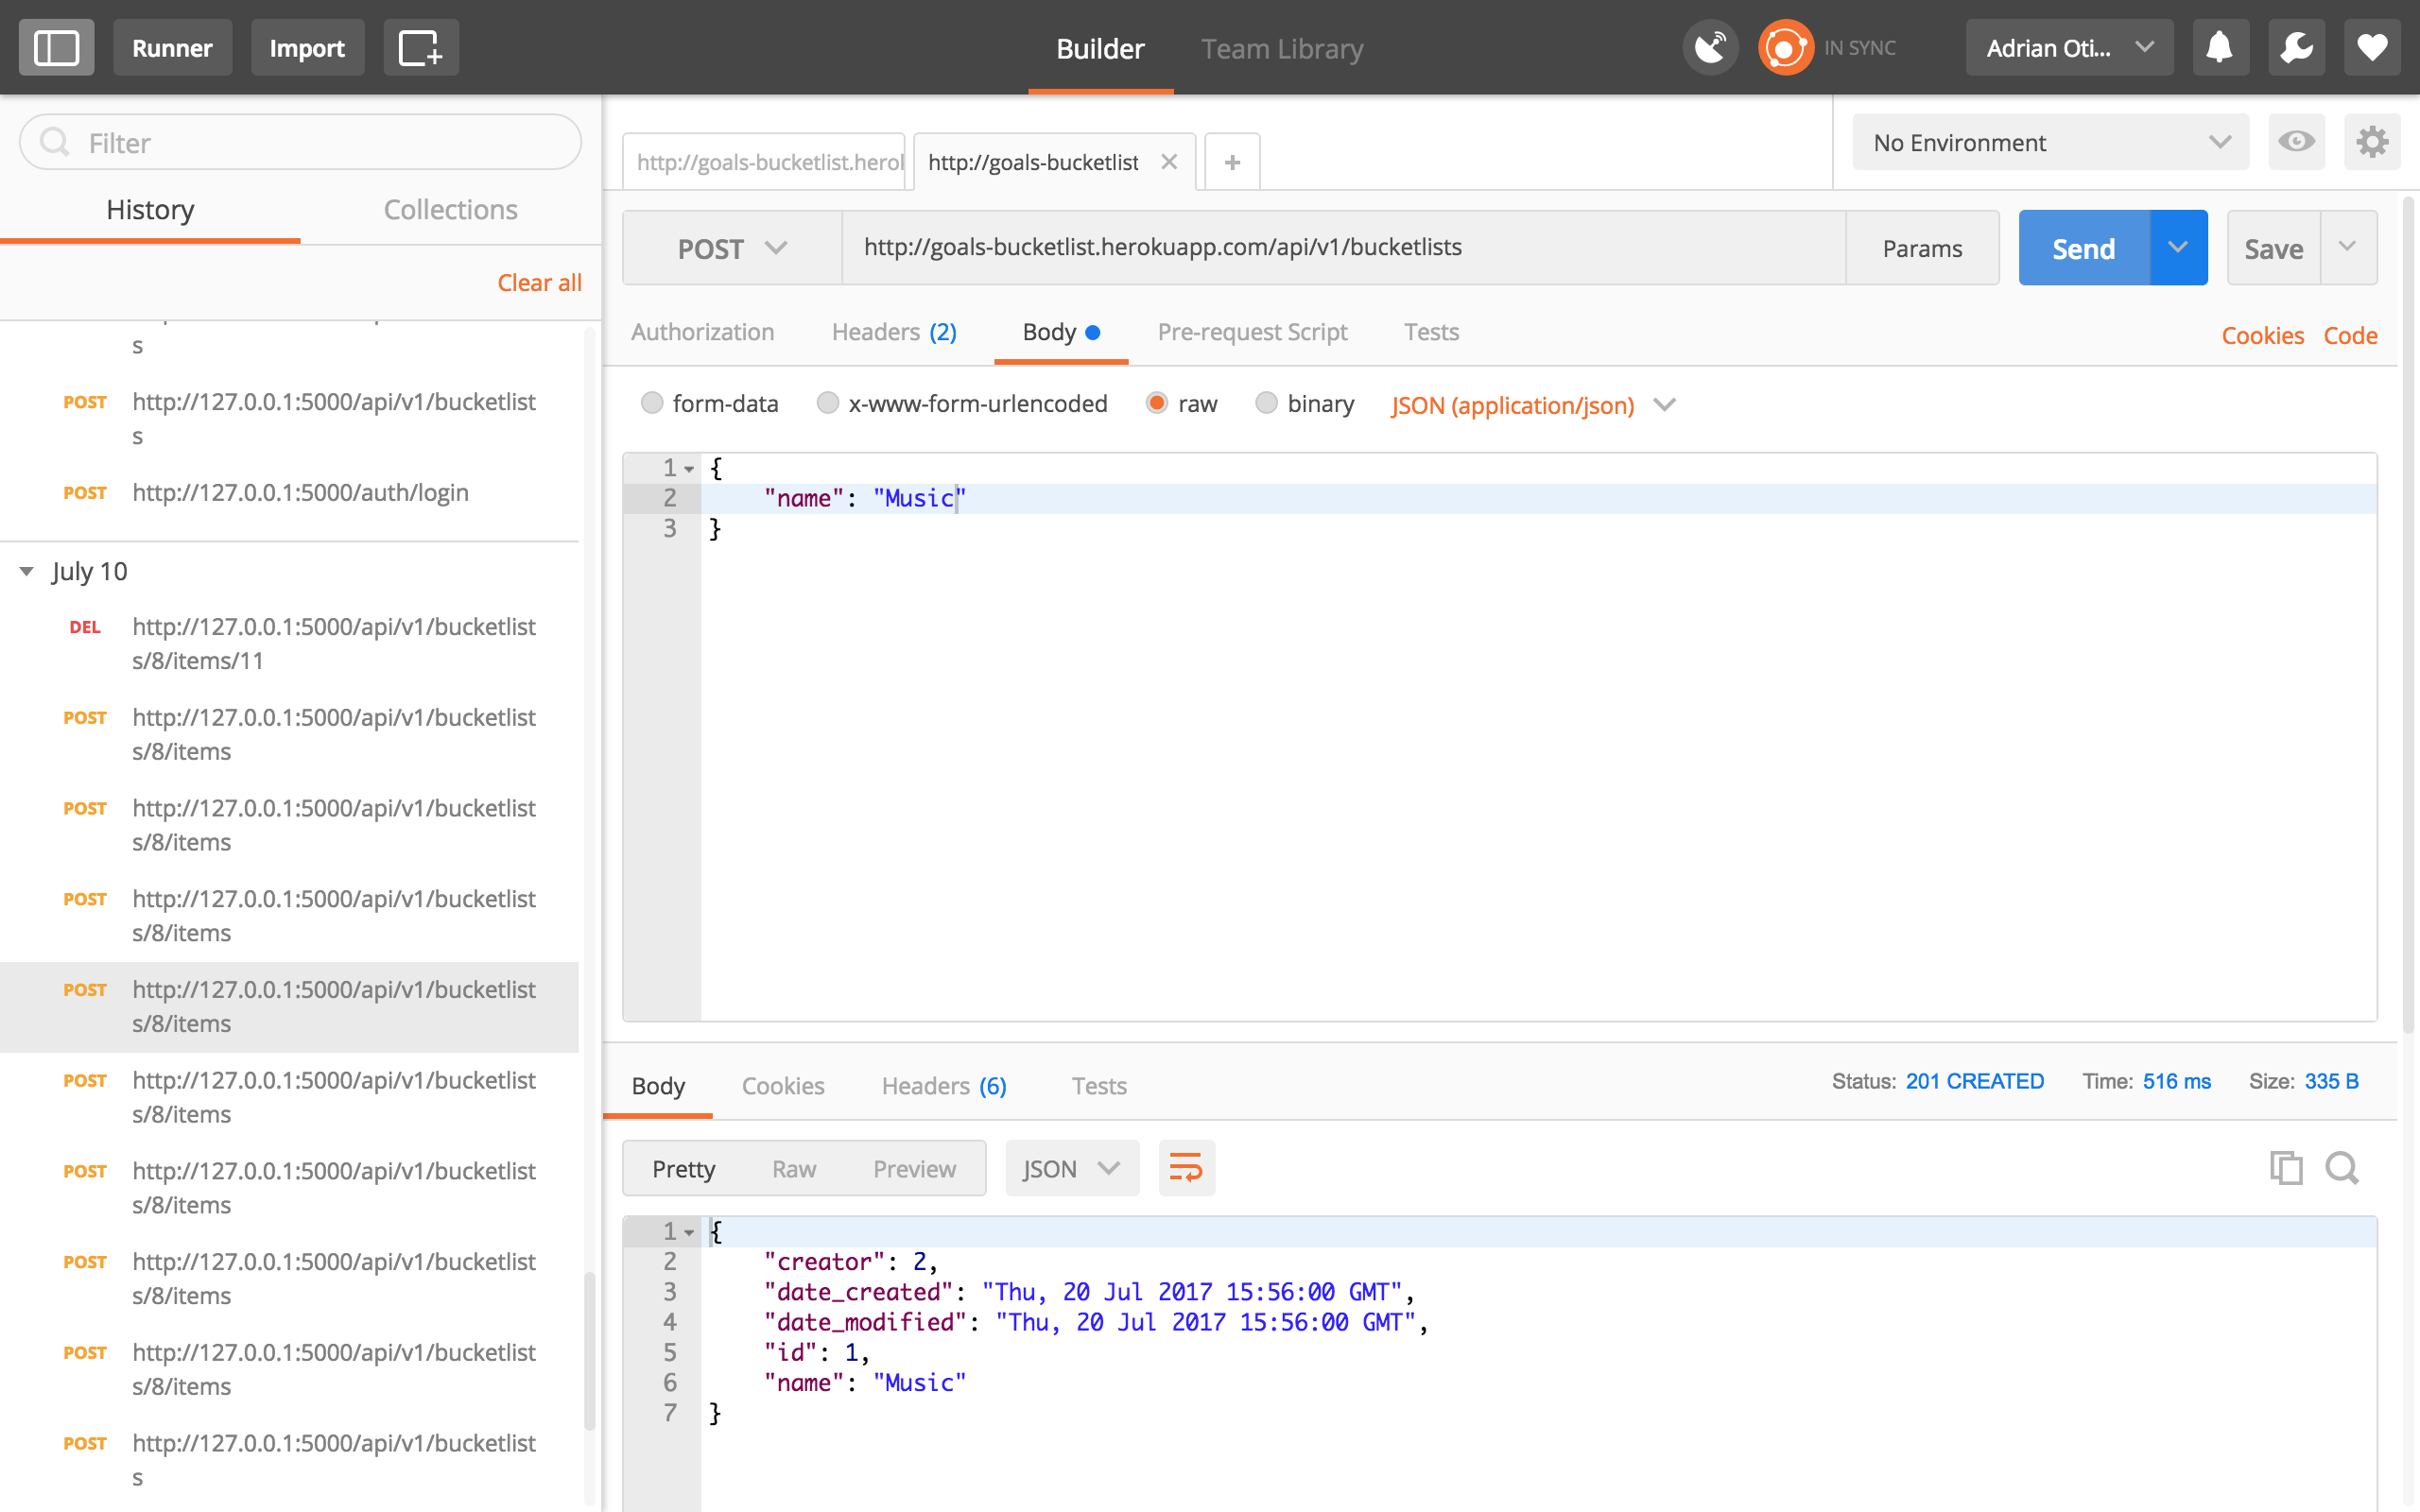 Runner
Import
Builder
Team Library
IN SYNC
Adrian Oti...
Filter
History
Collections
Clear all
s
POST http://127.0.0.1:5000/api/v1/bucketlist
s
POST http://127.0.0.1:5000/auth/login
July 10
DEL http://127.0.0.1:5000/api/v1/bucketlist
s/8/items/11
POST http://127.0.0.1:5000/api/v1/bucketlist
s/8/items
POST http://127.0.0.1:5000/api/v1/bucketlist
s/8/items
POST http://127.0.0.1:5000/api/v1/bucketlist
s/8/items
POST http://127.0.0.1:5000/api/v1/bucketlist
s/8/items
POST http://127.0.0.1:5000/api/v1/bucketlist
s/8/items
POST http://127.0.0.1:5000/api/v1/bucketlist
s/8/items
POST http://127.0.0.1:5000/api/v1/bucketlist
s/8/items
POST http://127.0.0.1:5000/api/v1/bucketlist
s/8/items
POST http://127.0.0.1:5000/api/v1/bucketlist
s
http://goals-bucketlist.herol
http://goals-bucketlist
No Environment
POST http://goals-bucketlist.herokuapp.com/api/v1/bucketlists Params Send Save
Authorization Headers (2) Body Pre-request Script Tests Cookies Code
form-data x-www-form-urlencoded raw binary JSON (application/json)
1 {
2 "name": "Music"
3 }
Body Cookies Headers (6) Tests Status: 201 CREATED Time: 516 ms Size: 335 B
Pretty Raw Preview JSON
1 {
2 "creator": 2,
3 "date_created": "Thu, 20 Jul 2017 15:56:00 GMT",
4 "date_modified": "Thu, 20 Jul 2017 15:56:00 GMT",
5 "id": 1,
6 "name": "Music"
7 }